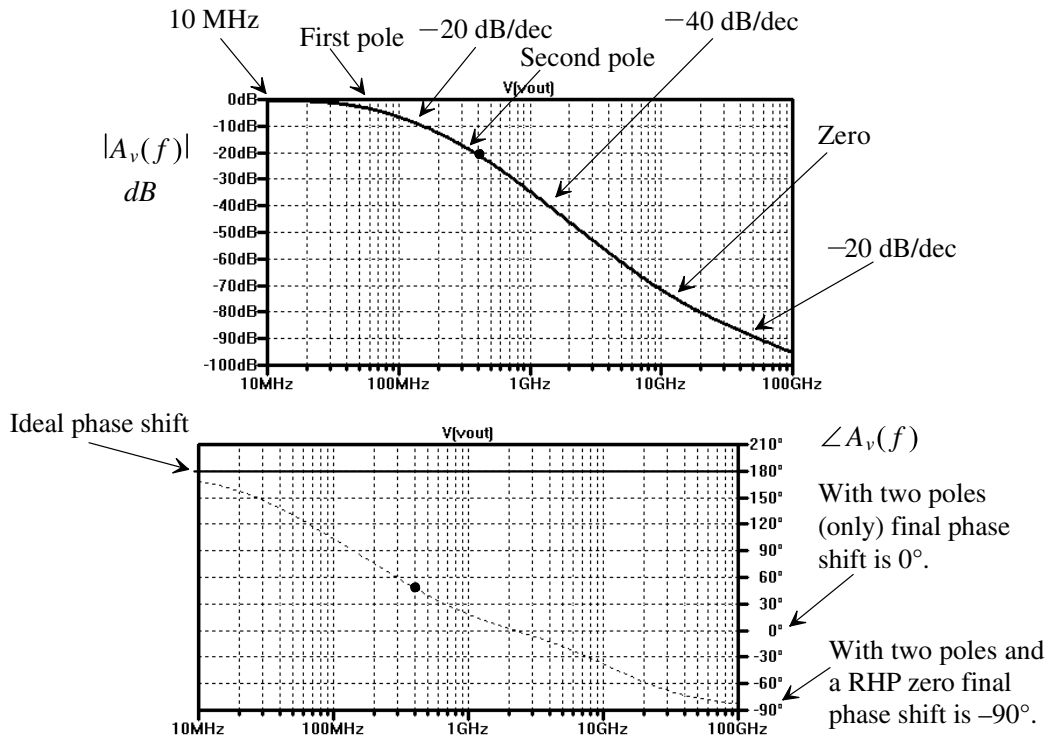 10 MHz
First pole
−20 dB/dec
Second pole
−40 dB/dec
V(vout)
|Av(f)|
dB
0dB
-10dB
-20dB
-30dB
-40dB
-50dB
-60dB
-70dB
-80dB
-90dB
-100dB
Zero
−20 dB/dec
10MHz 100MHz 1GHz 10GHz 100GHz
Ideal phase shift
V(vout)
∠Av(f)
210°
180°
150°
120°
90°
60°
30°
0°
-30°
-60°
-90°
With two poles
(only) final phase
shift is 0°.
With two poles and
a RHP zero final
phase shift is –90°.
10MHz 100MHz 1GHz 10GHz 100GHz